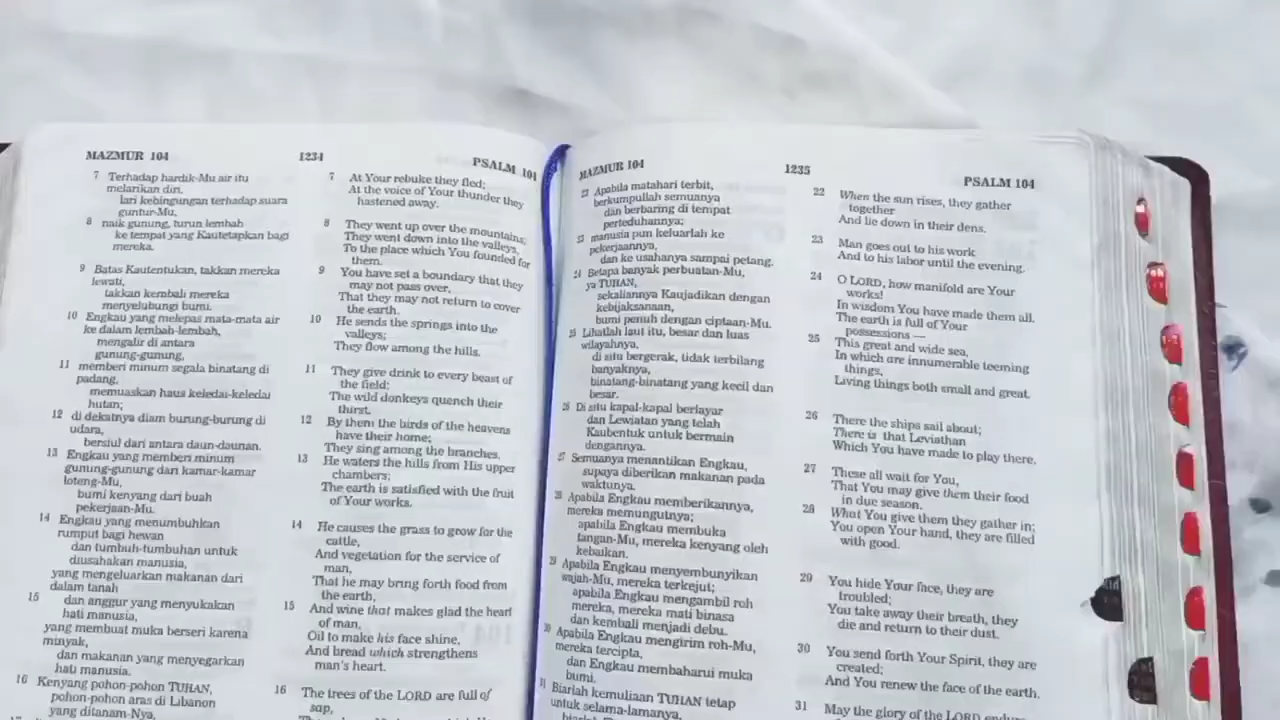 MAZMUR 104
1234
PSALM 104
7 Terhadap hardik-Mu air itu
melarikan diri,
lari kebingungan terhadap suara
guntur-Mu,
8 naik gunung, turun lembah
ke tempat yang Kautetapkan bagi
mereka.
9 Batas Kautentukan, takkan mereka
lewati,
takkan kembali mereka
menyelubungi bumi.
10 Engkau yang melepas mata-mata air
ke dalam lembah-lembah,
mengalir di antara
gunung-gunung,
11 memberi minum segala binatang di
padang,
memuaskan haus keledai-keledai
hutan;
12 di dekatnya diam burung-burung di
udara,
bersiul dari antara daun-daunan.
13 Engkau yang memberi minum
gunung-gunung dari kamar-kamar
loteng-Mu,
bumi kenyang dari buah
pekerjaan-Mu.
14 Engkau yang menumbuhkan
rumput bagi hewan
dan tumbuh-tumbuhan untuk
diusahakan manusia,
yang mengeluarkan makanan dari
dalam tanah
15 dan anggur yang menyukakan
hati manusia,
yang membuat muka berseri karena
minyak,
dan makanan yang menyegarkan
hati manusia.
16 Kenyang pohon-pohon TUHAN,
pohon-pohon aras di Libanon
yang ditanam-Nya,
7 At Your rebuke they fled;
At the voice of Your thunder they
hastened away.
8 They went up over the mountains;
They went down into the valleys,
To the place which You founded for
them.
9 You have set a boundary that they
may not pass over,
That they may not return to cover
the earth.
10 He sends the springs into the
valleys;
They flow among the hills.
11 They give drink to every beast of
the field;
The wild donkeys quench their
thirst.
12 By them the birds of the heavens
have their home;
They sing among the branches.
13 He waters the hills from His upper
chambers;
The earth is satisfied with the fruit
of Your works.
14 He causes the grass to grow for the
cattle,
And vegetation for the service of
man,
That he may bring forth food from
the earth,
15 And wine that makes glad the heart
of man,
Oil to make his face shine,
And bread which strengthens
man's heart.
16 The trees of the LORD are full of
sap,
MAZMUR 104
1235
PSALM 104
22 Apabila matahari terbit,
berkumpullah semuanya
dan berbaring di tempat
perteduhannya;
23 manusia pun keluarlah ke
pekerjaannya,
dan ke usahanya sampai petang.
24 Betapa banyak perbuatan-Mu,
ya TUHAN,
sekaliannya Kaujadikan dengan
kebijaksanaan,
bumi penuh dengan ciptaan-Mu.
25 Lihatlah laut itu, besar dan luas
wilayahnya,
di situ bergerak, tidak terbilang
banyaknya,
binatang-binatang yang kecil dan
besar.
26 Di situ kapal-kapal berlayar
dan Lewiatan yang telah
Kaubentuk untuk bermain
dengannya.
27 Semuanya menantikan Engkau,
supaya diberikan makanan pada
waktunya.
28 Apabila Engkau memberikannya,
mereka memungutnya;
apabila Engkau membuka
tangan-Mu, mereka kenyang oleh
kebaikan.
29 Apabila Engkau menyembunyikan
wajah-Mu, mereka terkejut;
apabila Engkau mengambil roh
mereka, mereka mati binasa
dan kembali menjadi debu.
30 Apabila Engkau mengirim roh-Mu,
mereka tercipta,
dan Engkau membaharui muka
bumi.
31 Biarlah kemuliaan TUHAN tetap
untuk selama-lamanya,
22 When the sun rises, they gather
together
And lie down in their dens.
23 Man goes out to his work
And to his labor until the evening.
24 O LORD, how manifold are Your
works!
In wisdom You have made them all.
The earth is full of Your
possessions —
25 This great and wide sea,
In which are innumerable teeming
things,
Living things both small and great.
26 There the ships sail about;
There is that Leviathan
Which You have made to play there.
27 These all wait for You,
That You may give them their food
in due season.
28 What You give them they gather in;
You open Your hand, they are filled
with good.
29 You hide Your face, they are
troubled;
You take away their breath, they
die and return to their dust.
30 You send forth Your Spirit, they are
created;
And You renew the face of the earth.
31 May the glory of the LORD